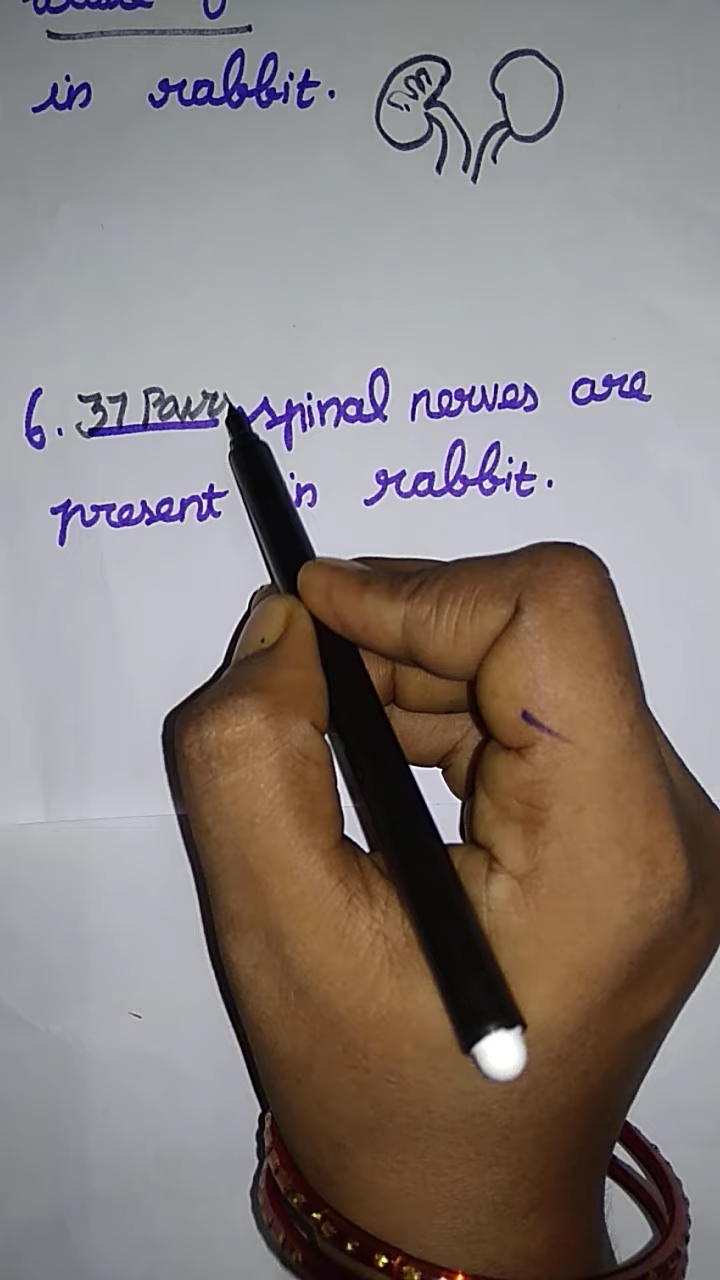 in rabbit.
6. 37 Pairs spinal nerves are
present in rabbit.